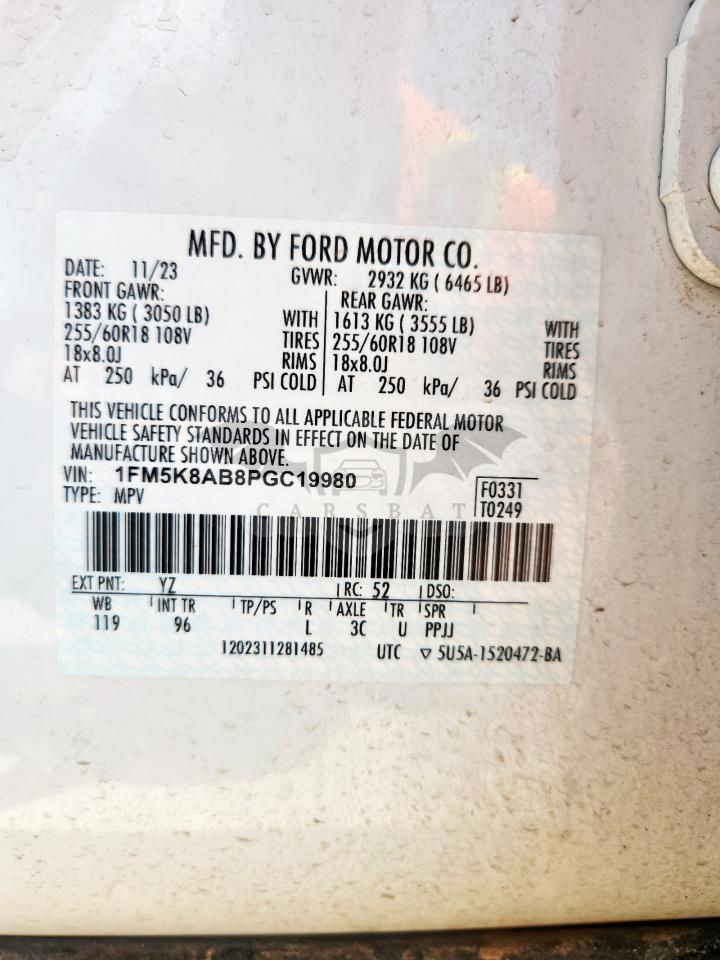 MFD. BY FORD MOTOR CO.
DATE: 11/23 GVWR: 2932 KG ( 6465 LB)
FRONT GAWR: REAR GAWR:
1383 KG ( 3050 LB) WITH 1613 KG ( 3555 LB) WITH
255/60R18 108V TIRES 255/60R18 108V TIRES
18x8.0J RIMS 18x8.0J RIMS
AT 250 kPa/ 36 PSI COLD AT 250 kPa/ 36 PSI COLD
THIS VEHICLE CONFORMS TO ALL APPLICABLE FEDERAL MOTOR
VEHICLE SAFETY STANDARDS IN EFFECT ON THE DATE OF
MANUFACTURE SHOWN ABOVE.
VIN: 1FM5K8AB8PGC19980 F0331
TYPE: MPV T0249
CARSBAT
EXT PNT: YZ RC: 52 DSO:
WB INT TR TP/PS R AXLE TR SPR
119 96 L 3C U PPJJ
1202311281485 UTC ▽ 5U5A-1520472-BA